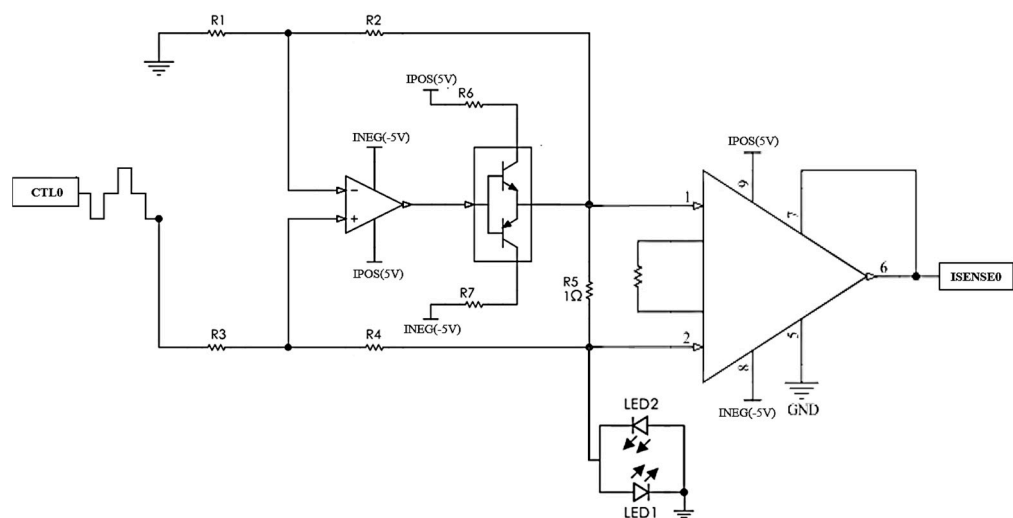 R1
R2
IPOS(5V)
R6
INEG(-5V)
IPOS(5V)
CTL0
−
+
1
9
7
6
ISENSE0
IPOS(5V)
R7
R5
1Ω
INEG(-5V)
R3
R4
2
8
5
INEG(-5V)
GND
LED2
LED1